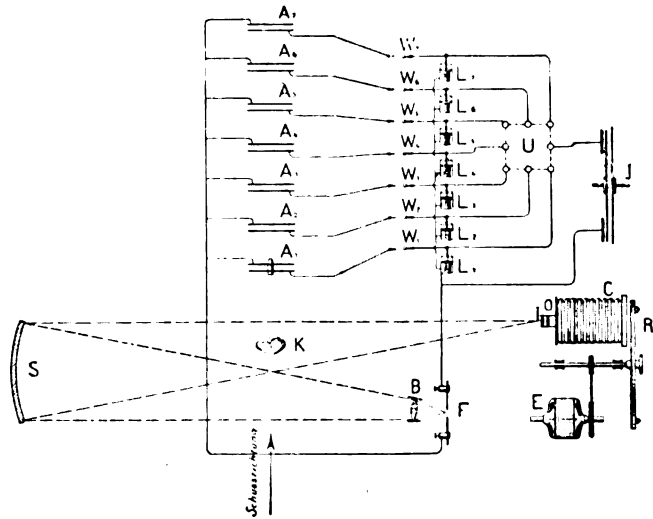 A W
A W L
A W L
A W L U J
A W L
A W L
A W L
L
O C
K R
S
B F E
Schussrichtung